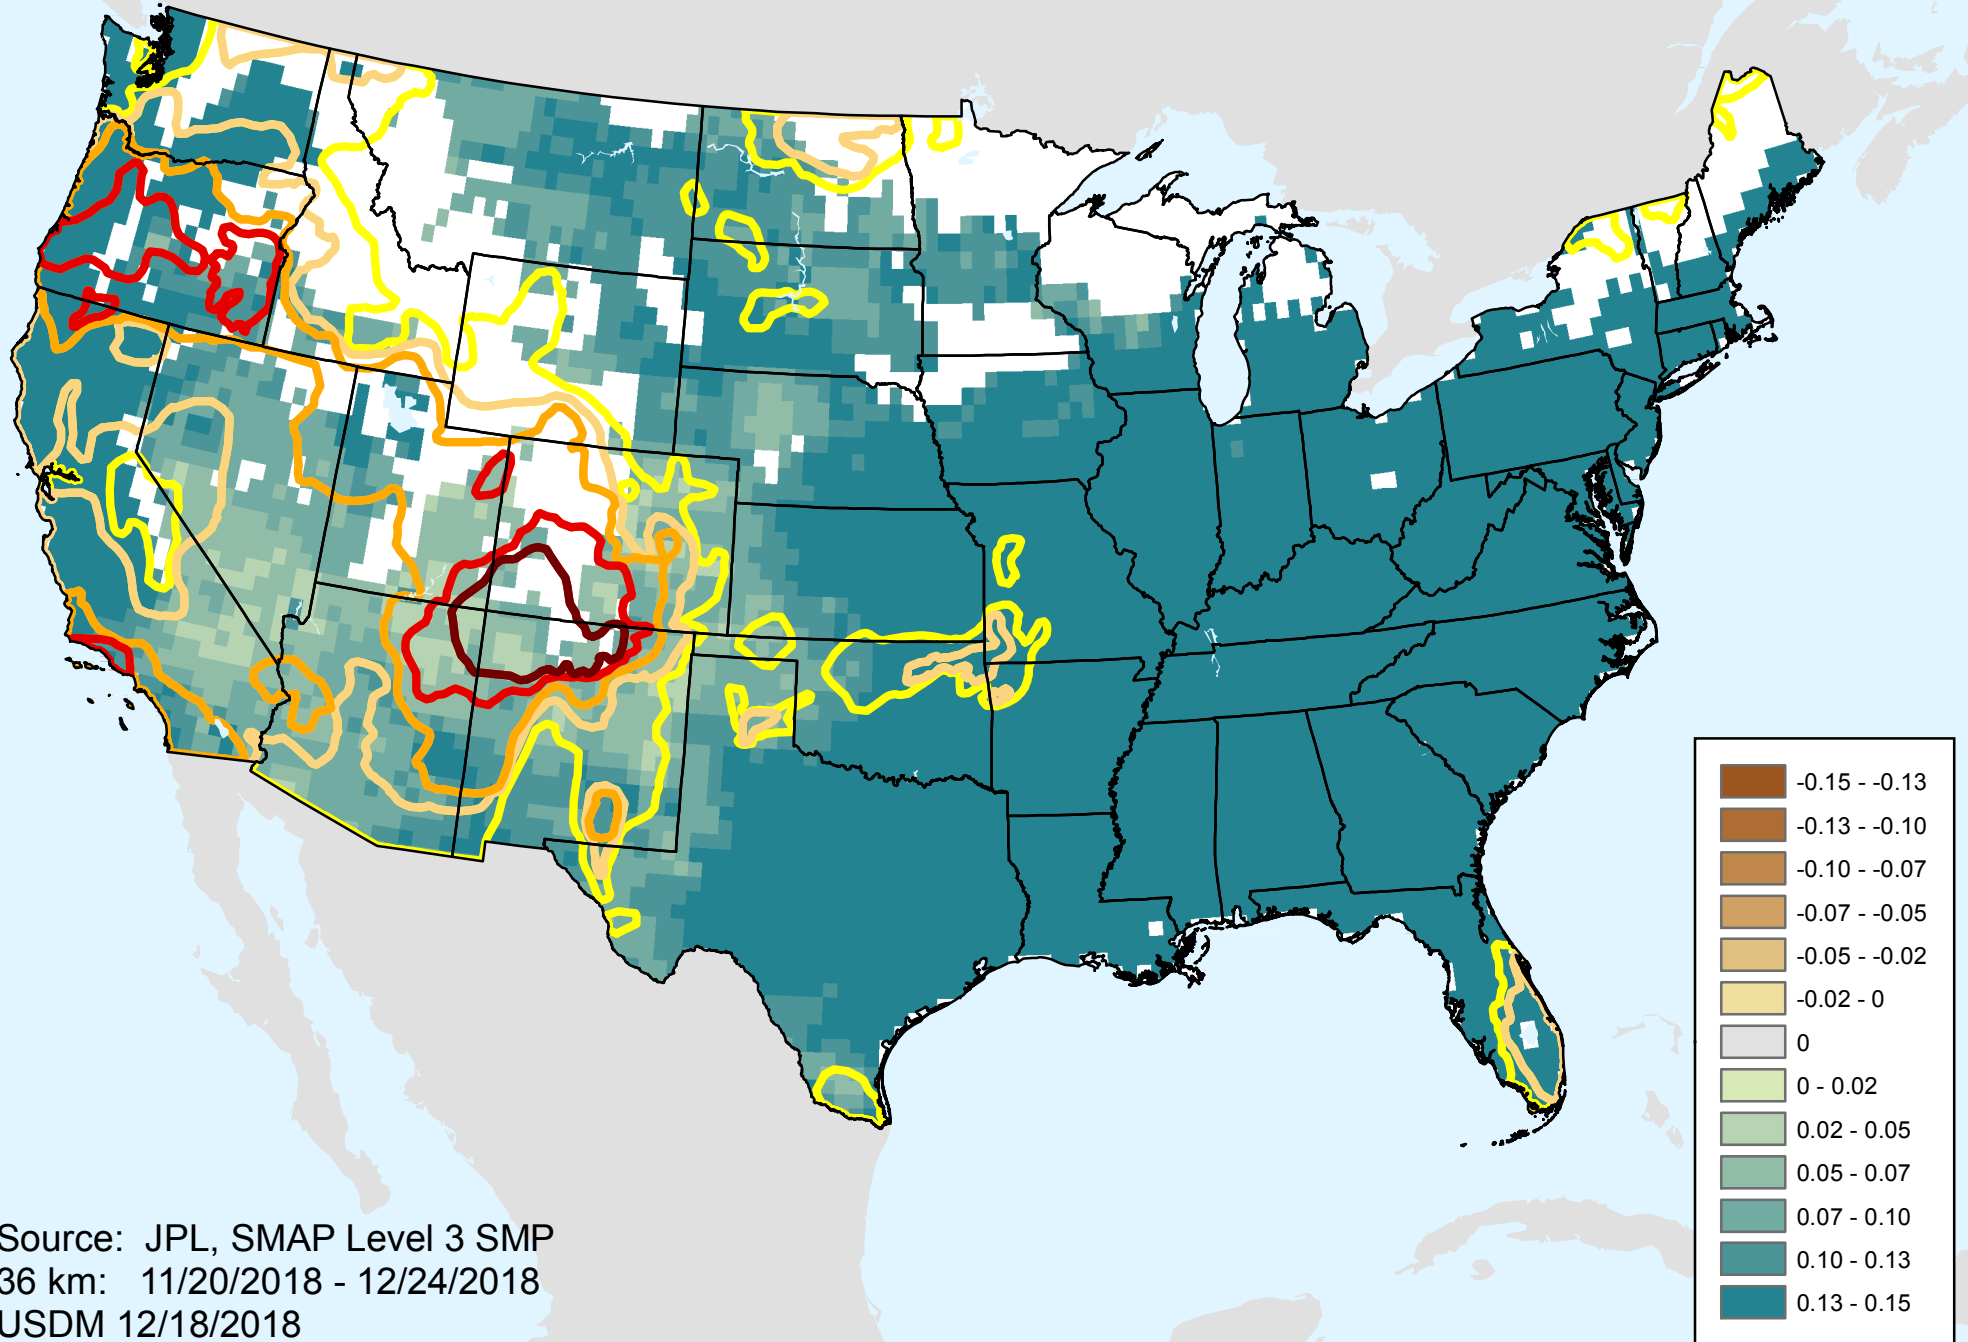 -0.15 - -0.13
-0.13 - -0.10
-0.10 - -0.07
-0.07 - -0.05
-0.05 - -0.02
-0.02 - 0
0
0 - 0.02
0.02 - 0.05
0.05 - 0.07
0.07 - 0.10
0.10 - 0.13
0.13 - 0.15
Source: JPL, SMAP Level 3 SMP
36 km: 11/20/2018 - 12/24/2018
USDM 12/18/2018